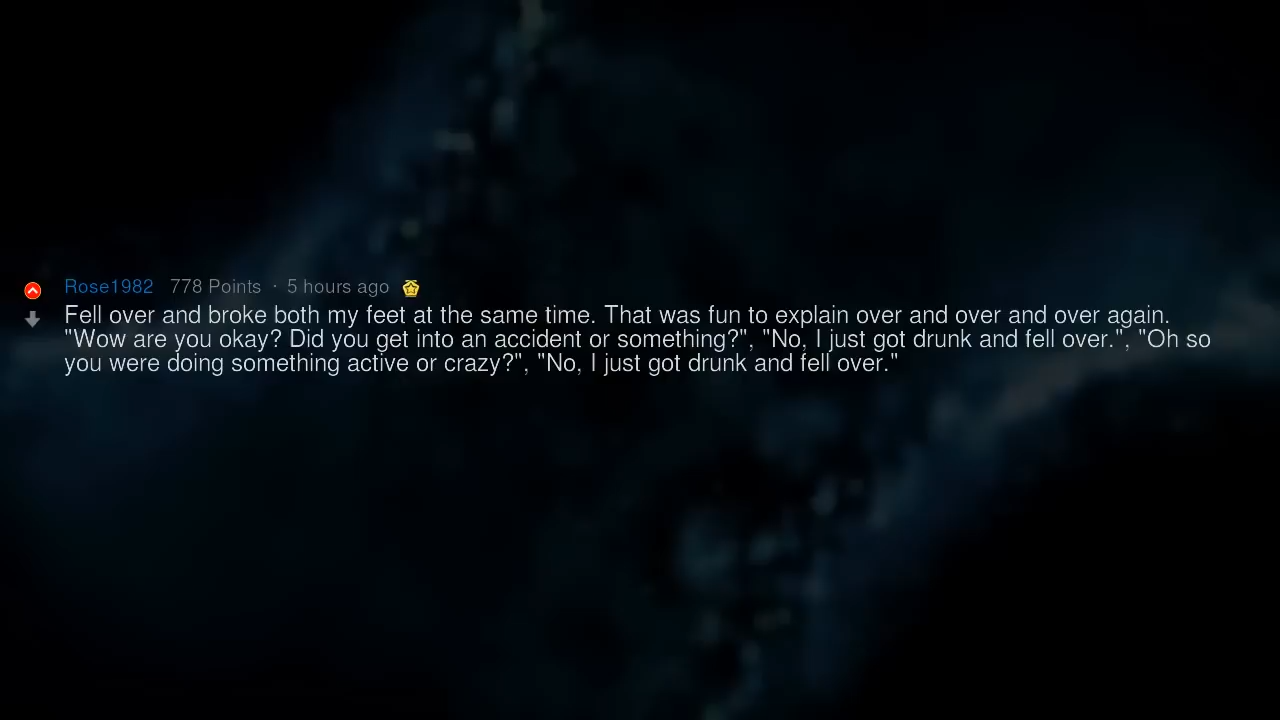 Rose1982 778 Points · 5 hours ago
Fell over and broke both my feet at the same time. That was fun to explain over and over and over again.
"Wow are you okay? Did you get into an accident or something?", "No, I just got drunk and fell over.", "Oh so
you were doing something active or crazy?", "No, I just got drunk and fell over."